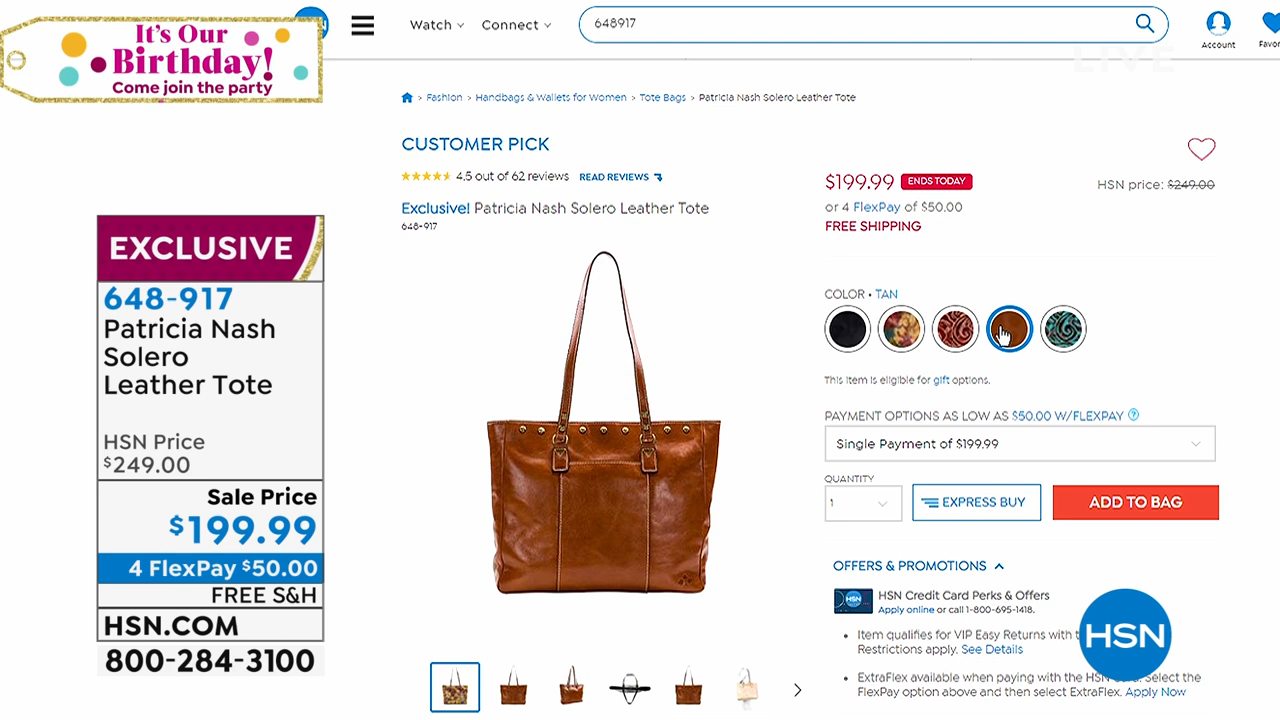 It's Our
Birthday!
Come join the party
Watch
Connect
648917
Account
LIVE
Fashion > Handbags & Wallets for Women > Tote Bags > Patricia Nash Solero Leather Tote
CUSTOMER PICK
4.5 out of 62 reviews READ REVIEWS
Exclusive! Patricia Nash Solero Leather Tote
648-917
$199.99 ENDS TODAY
HSN price: $249.00
or 4 FlexPay of $50.00
FREE SHIPPING
EXCLUSIVE
648-917
Patricia Nash
Solero
Leather Tote
HSN Price
$249.00
Sale Price
$199.99
4 FlexPay $50.00
FREE S&H
HSN.COM
800-284-3100
COLOR • TAN
This item is eligible for gift options.
PAYMENT OPTIONS AS LOW AS $50.00 W/FLEXPAY ?
Single Payment of $199.99
QUANTITY
1
EXPRESS BUY
ADD TO BAG
OFFERS & PROMOTIONS
HSN
HSN Credit Card Perks & Offers
Apply online or call 1-800-695-1418.
• Item qualifies for VIP Easy Returns with
Restrictions apply. See Details
• ExtraFlex available when paying with the HSN Select the
FlexPay option above and then select ExtraFlex. Apply Now
HSN